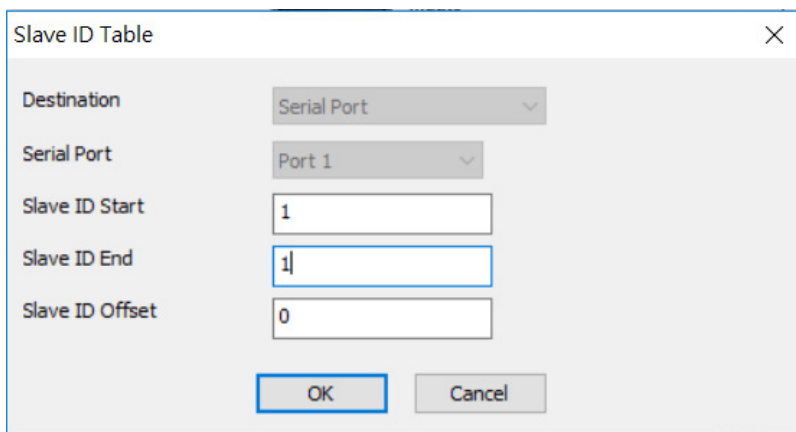 Slave ID Table
Destination Serial Port
Serial Port Port 1
Slave ID Start 1
Slave ID End 1
Slave ID Offset 0
OK Cancel